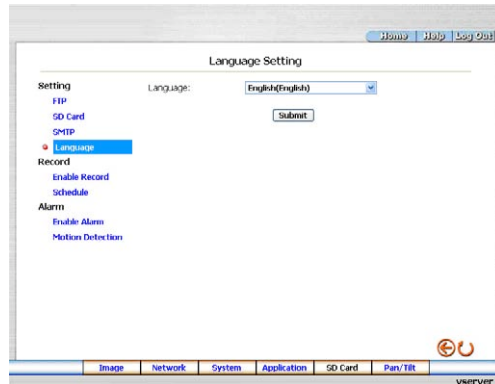 Home Help Log Out
Language Setting
Setting
Language: English(English)
FTP
SD Card
Submit
SMTP
Language
Record
Enable Record
Schedule
Alarm
Enable Alarm
Motion Detection
Image Network System Application SD Card Pan/Tilt
vserver